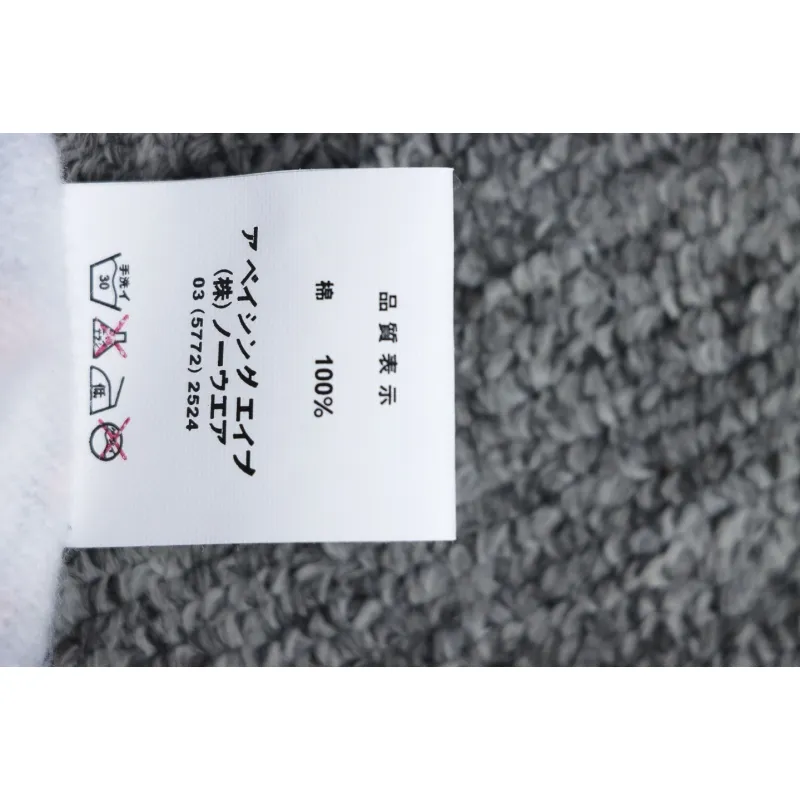 品質表示
棉 100%
ア ベイシング エイプ
(株)ノーウエア
03(5772)2524
手洗イ
30
低